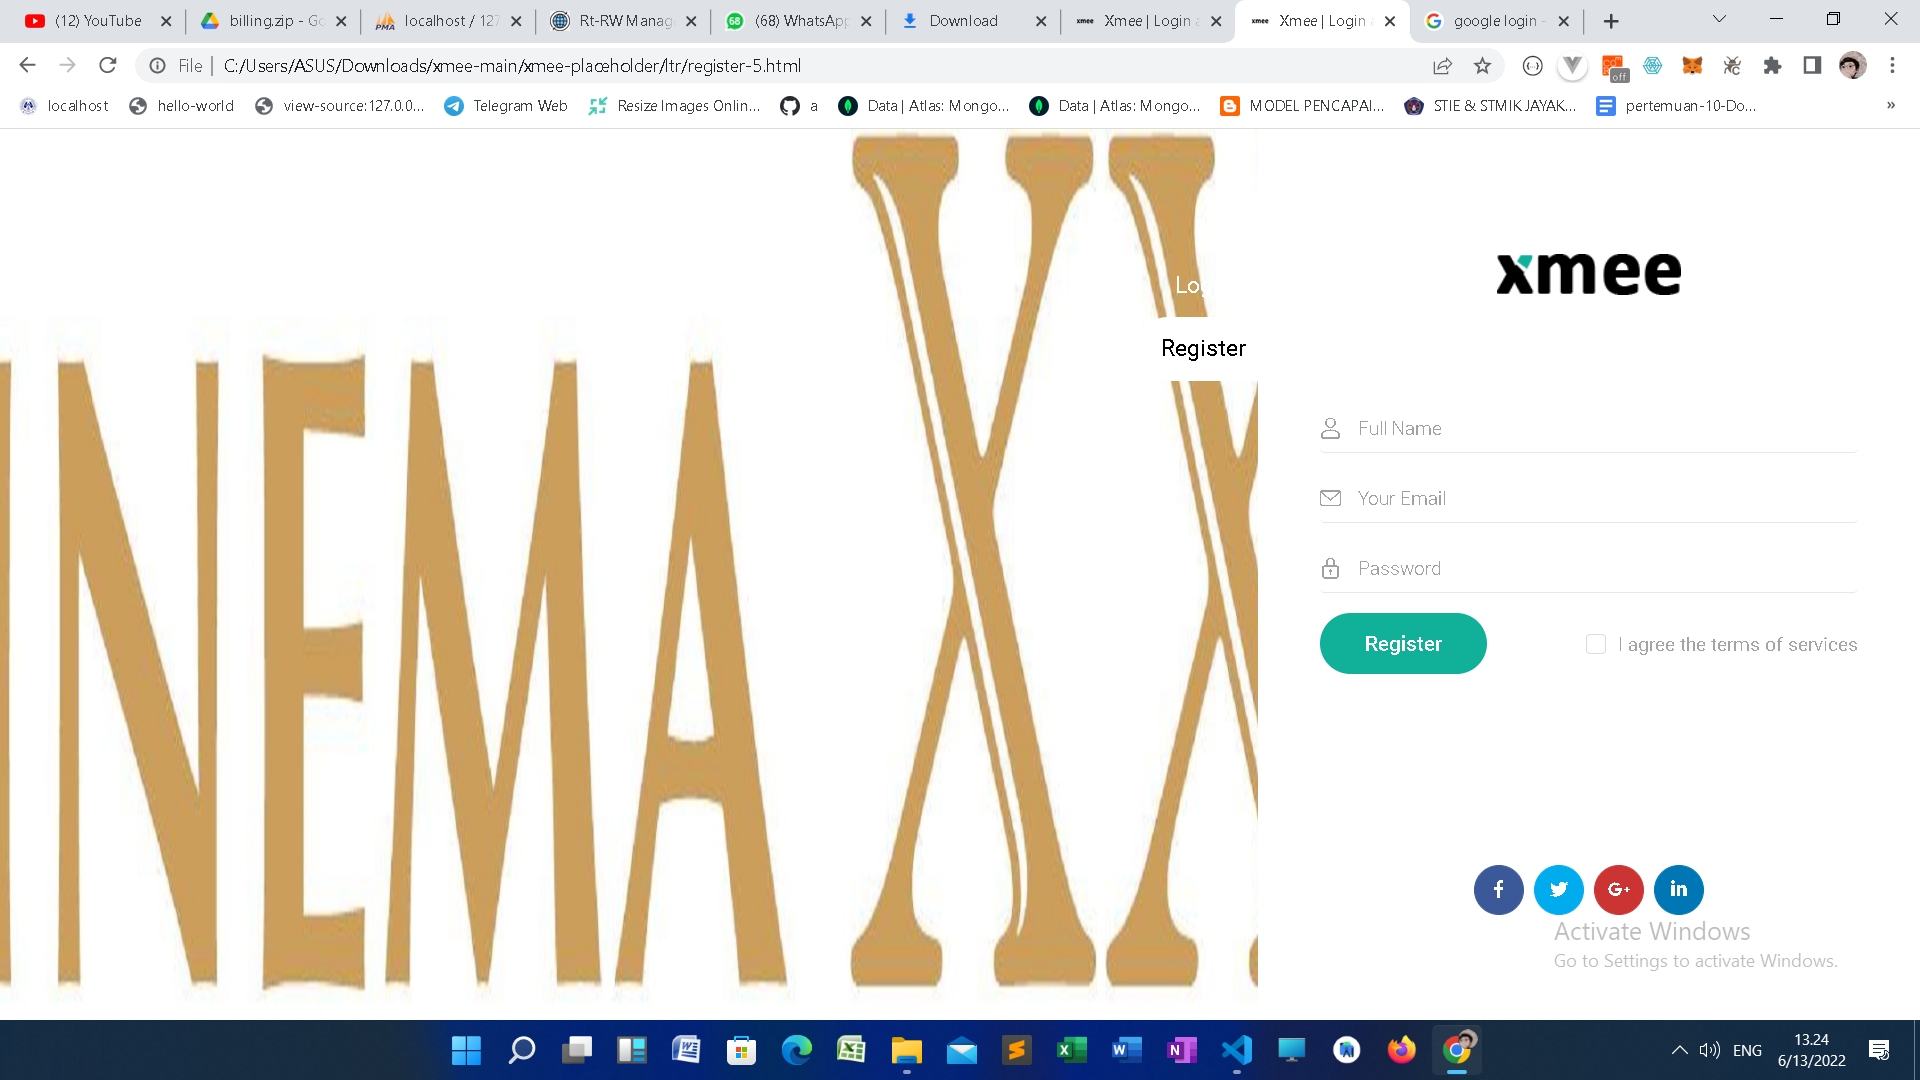 (12) YouTube
billing.zip - Go
localhost / 127
Rt-RW Manag
(68) WhatsApp
Download
Xmee | Login a
Xmee | Login a
google login -
File
C:/Users/ASUS/Downloads/xmee-main/xmee-placeholder/ltr/register-5.html
off
localhost
hello-world
view-source:127.0.0...
Telegram Web
Resize Images Onlin...
a
Data | Atlas: Mongo...
Data | Atlas: Mongo...
MODEL PENCAPAI...
STIE & STMIK JAYAK...
pertemuan-10-Do...
»
NEMA XX
xmee
Log
Register
Full Name
Your Email
Password
Register
I agree the terms of services
Activate Windows
Go to Settings to activate Windows.
ENG
13.24
6/13/2022